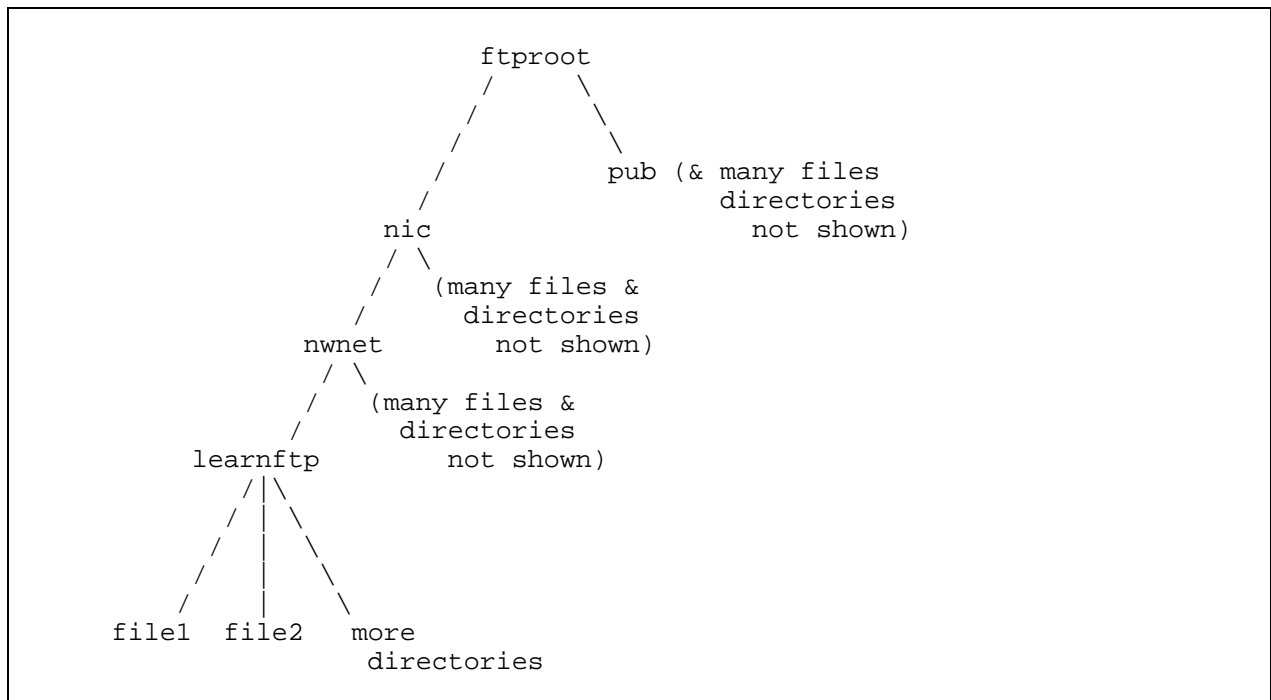 ftproot
pub (& many files
directories
not shown)
nic
(many files &
directories
not shown)
nwnet
(many files &
directories
not shown)
learnftp
file1 file2 more
directories